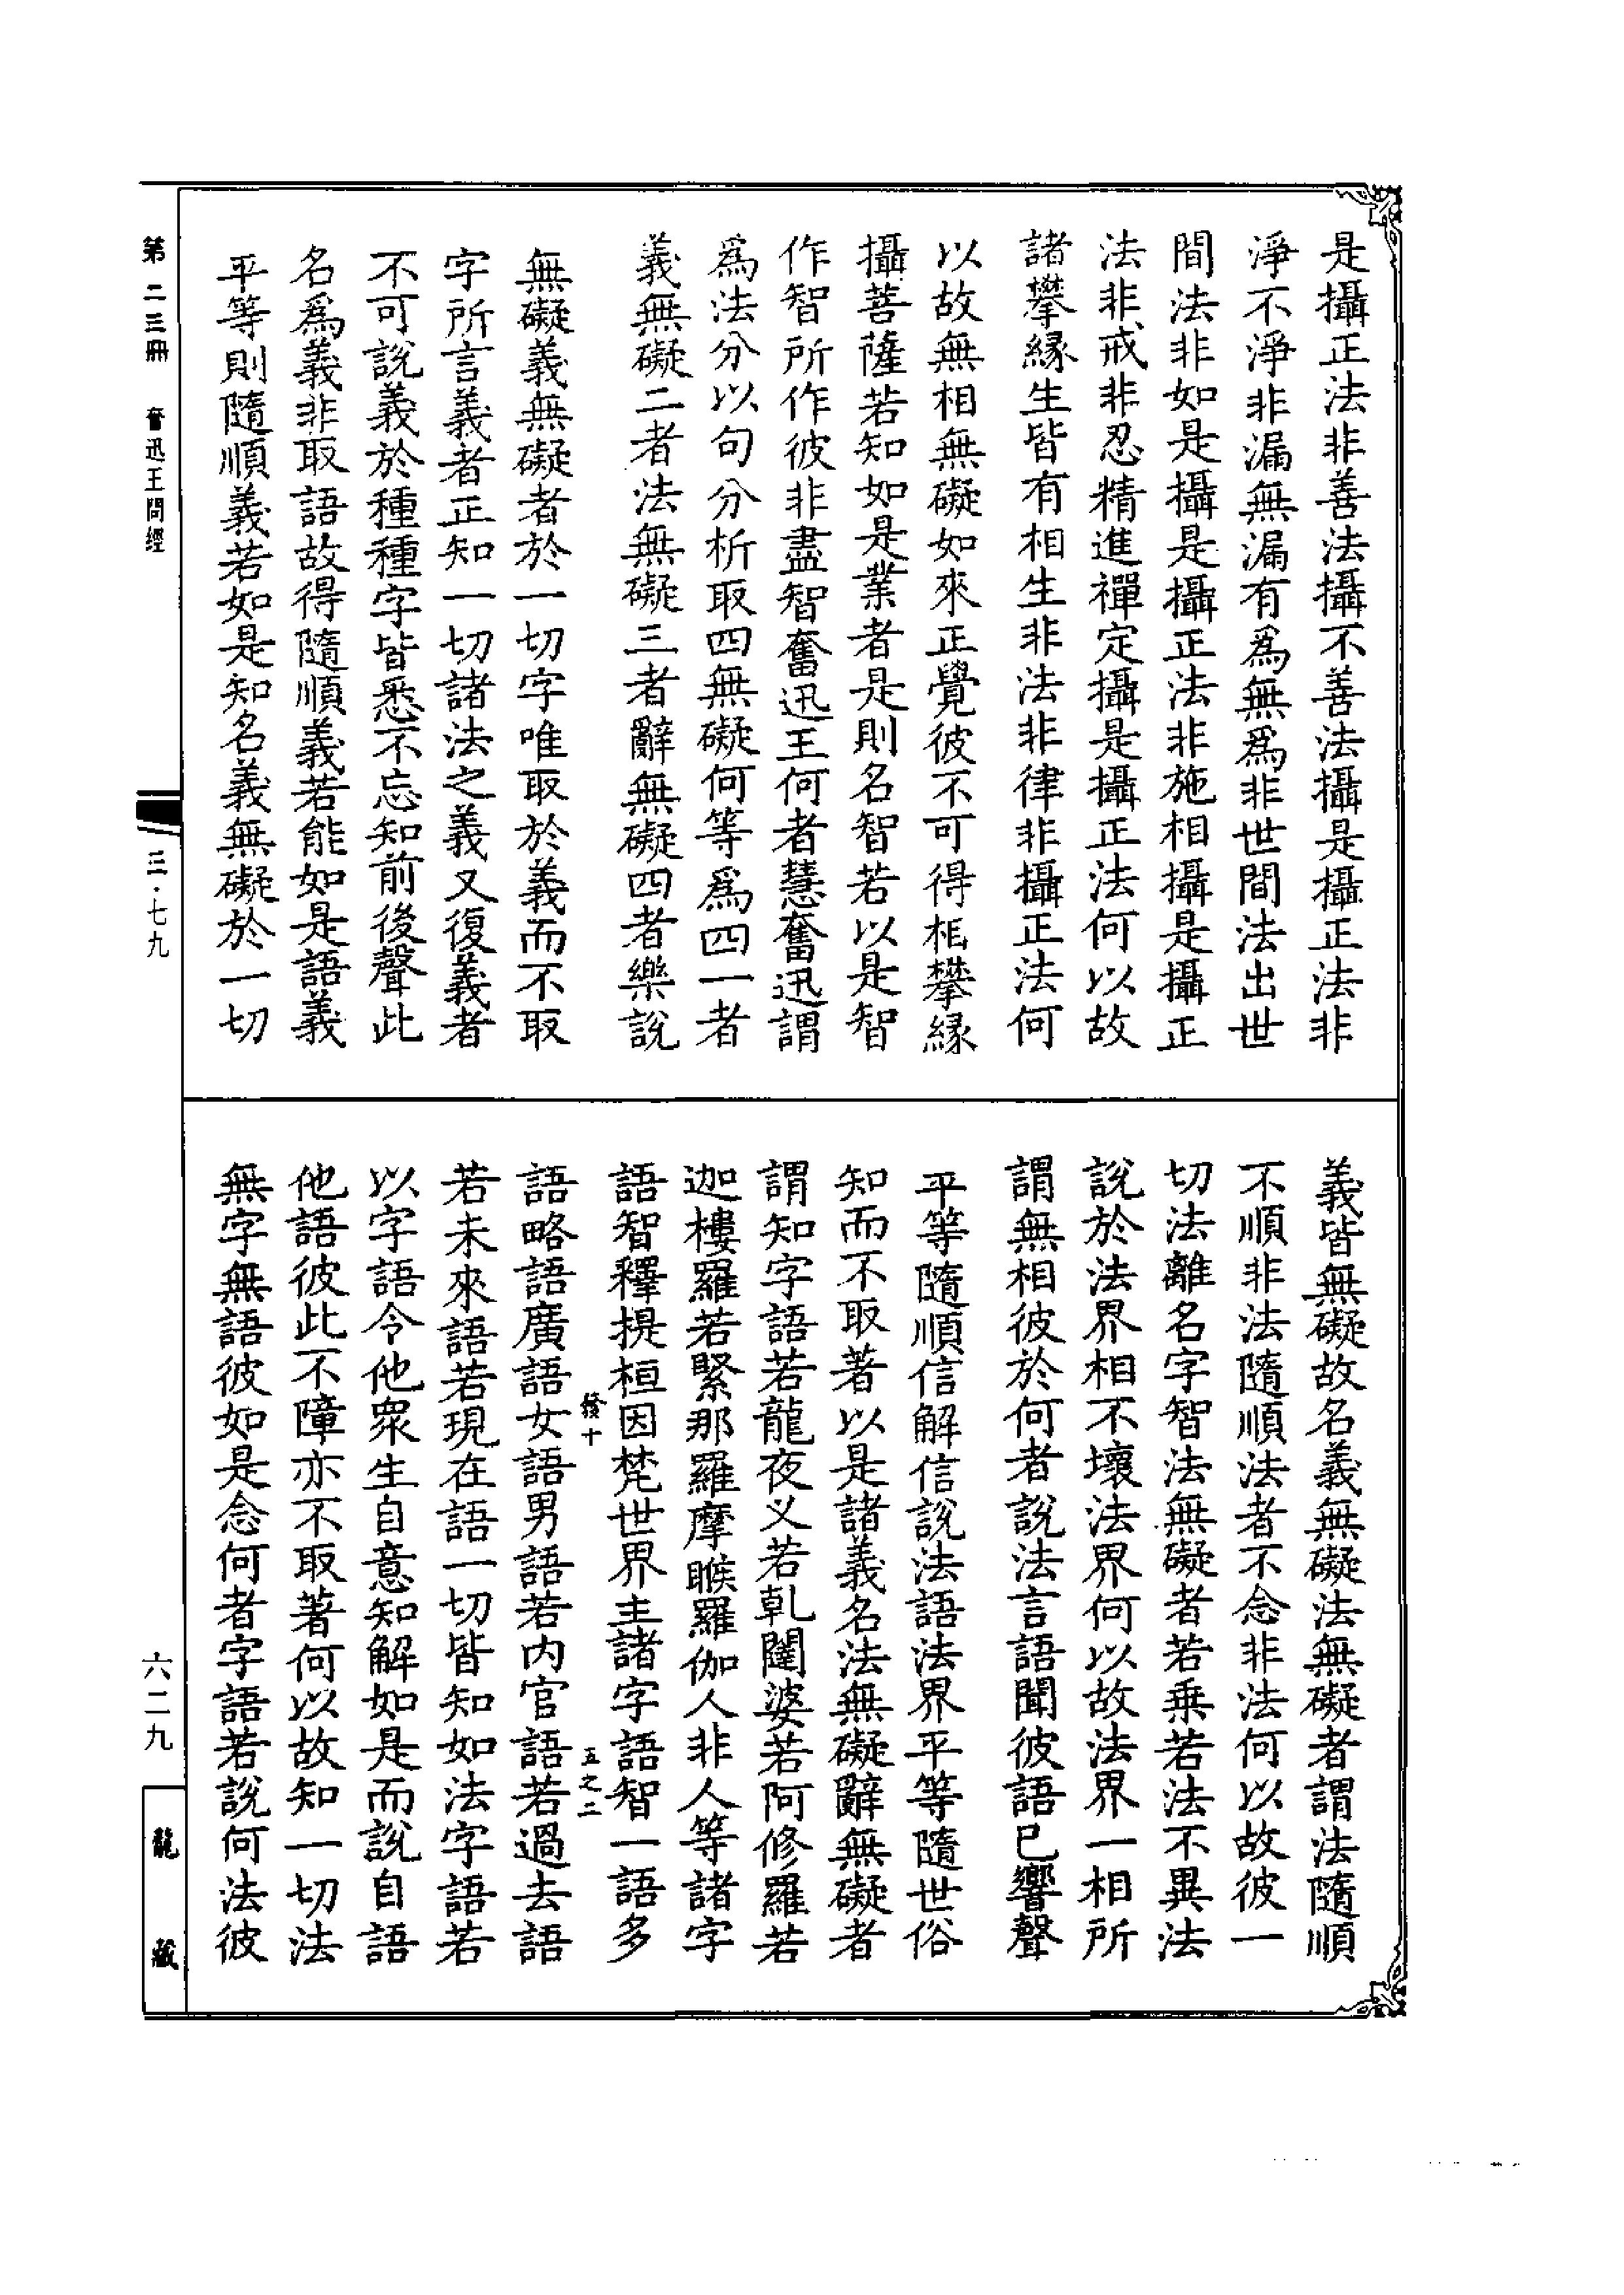 是攝正法非善法攝不善法攝是攝正法非
淨不淨非漏無漏有爲無爲非世間法出世
間法非如是攝是攝正法非施相攝是攝正
法非戒非忍精進禪定攝是攝正法何以故
諸攀緣生皆有相生非法非律非攝正法何
以故無相無礙如來正覺彼不可得相攀緣
攝菩薩若知如是業者是則名智若以是智
作智所作彼非盡智奮迅王何者慧奮迅謂
爲法分以句分析取四無礙何等爲四一者
義無礙二者法無礙三者辭無礙四者樂說
無礙義無礙者於一切字唯取於義而不取
字所言義者正知一切諸法之義又復義者
不可說義於種種字皆悉不忘知前後聲此
名爲義非取語故得隨順義若能如是語義
平等則隨順義若如是知名義無礙於一切
義皆無礙故名義無礙法無礙者謂法隨順
不順非法隨順法者不念非法何以故彼一
切法離名字智法無礙者若乘若法不異法
說於法界相不壞法界何以故法界一相所
謂無相彼於何者說法言語聞彼語已響聲
平等隨順信解信說法語法界平等隨世俗
知而不取著以是諸義名法無礙辭無礙者
謂知字語若龍夜叉若乹闥婆若阿修羅若
迦樓羅若緊那羅摩睺羅伽人非人等諸字
語智釋提桓因梵世界主諸字語智一語多
發十 五之二
語略語廣語女語男語若內官語若過去語
若未來語若現在語一切皆知如法字語若
以字語令他眾生自意知解如是而說自語
他語彼此不障亦不取著何以故知一切法
無字無語彼如是念何者字語若說何法彼
第二三冊 奮迅王問經
三·七九
六二九
龍藏